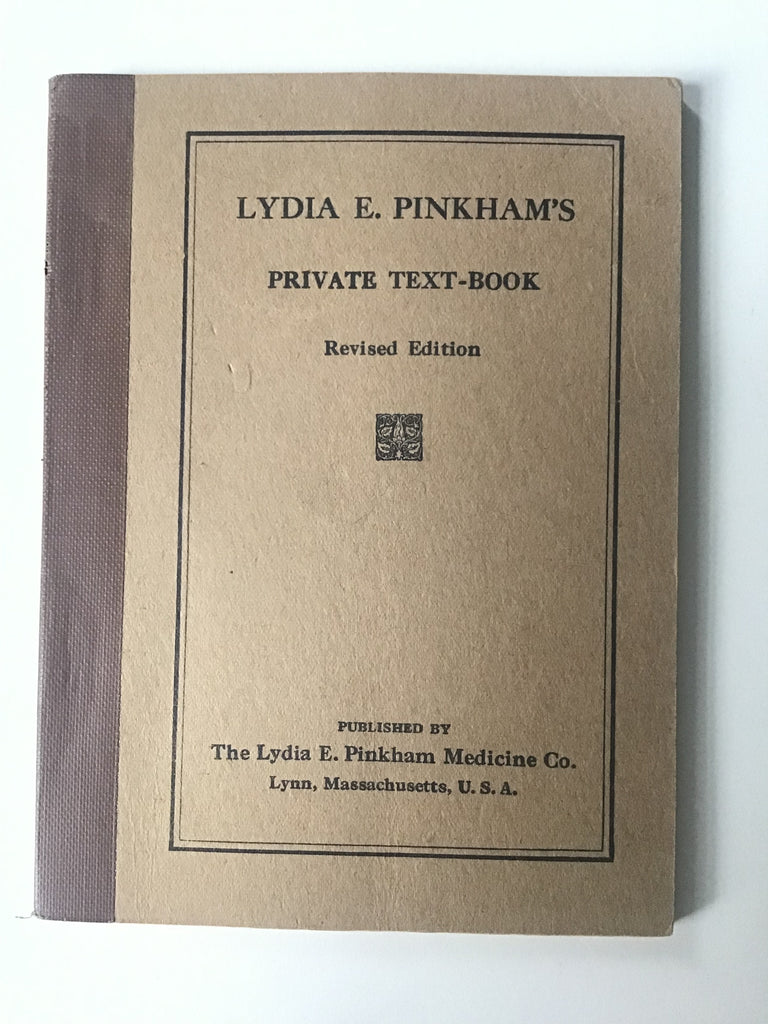 LYDIA E. PINKHAM'S
PRIVATE TEXT-BOOK
Revised Edition
PUBLISHED BY
The Lydia E. Pinkham Medicine Co.
Lynn, Massachusetts, U. S. A.